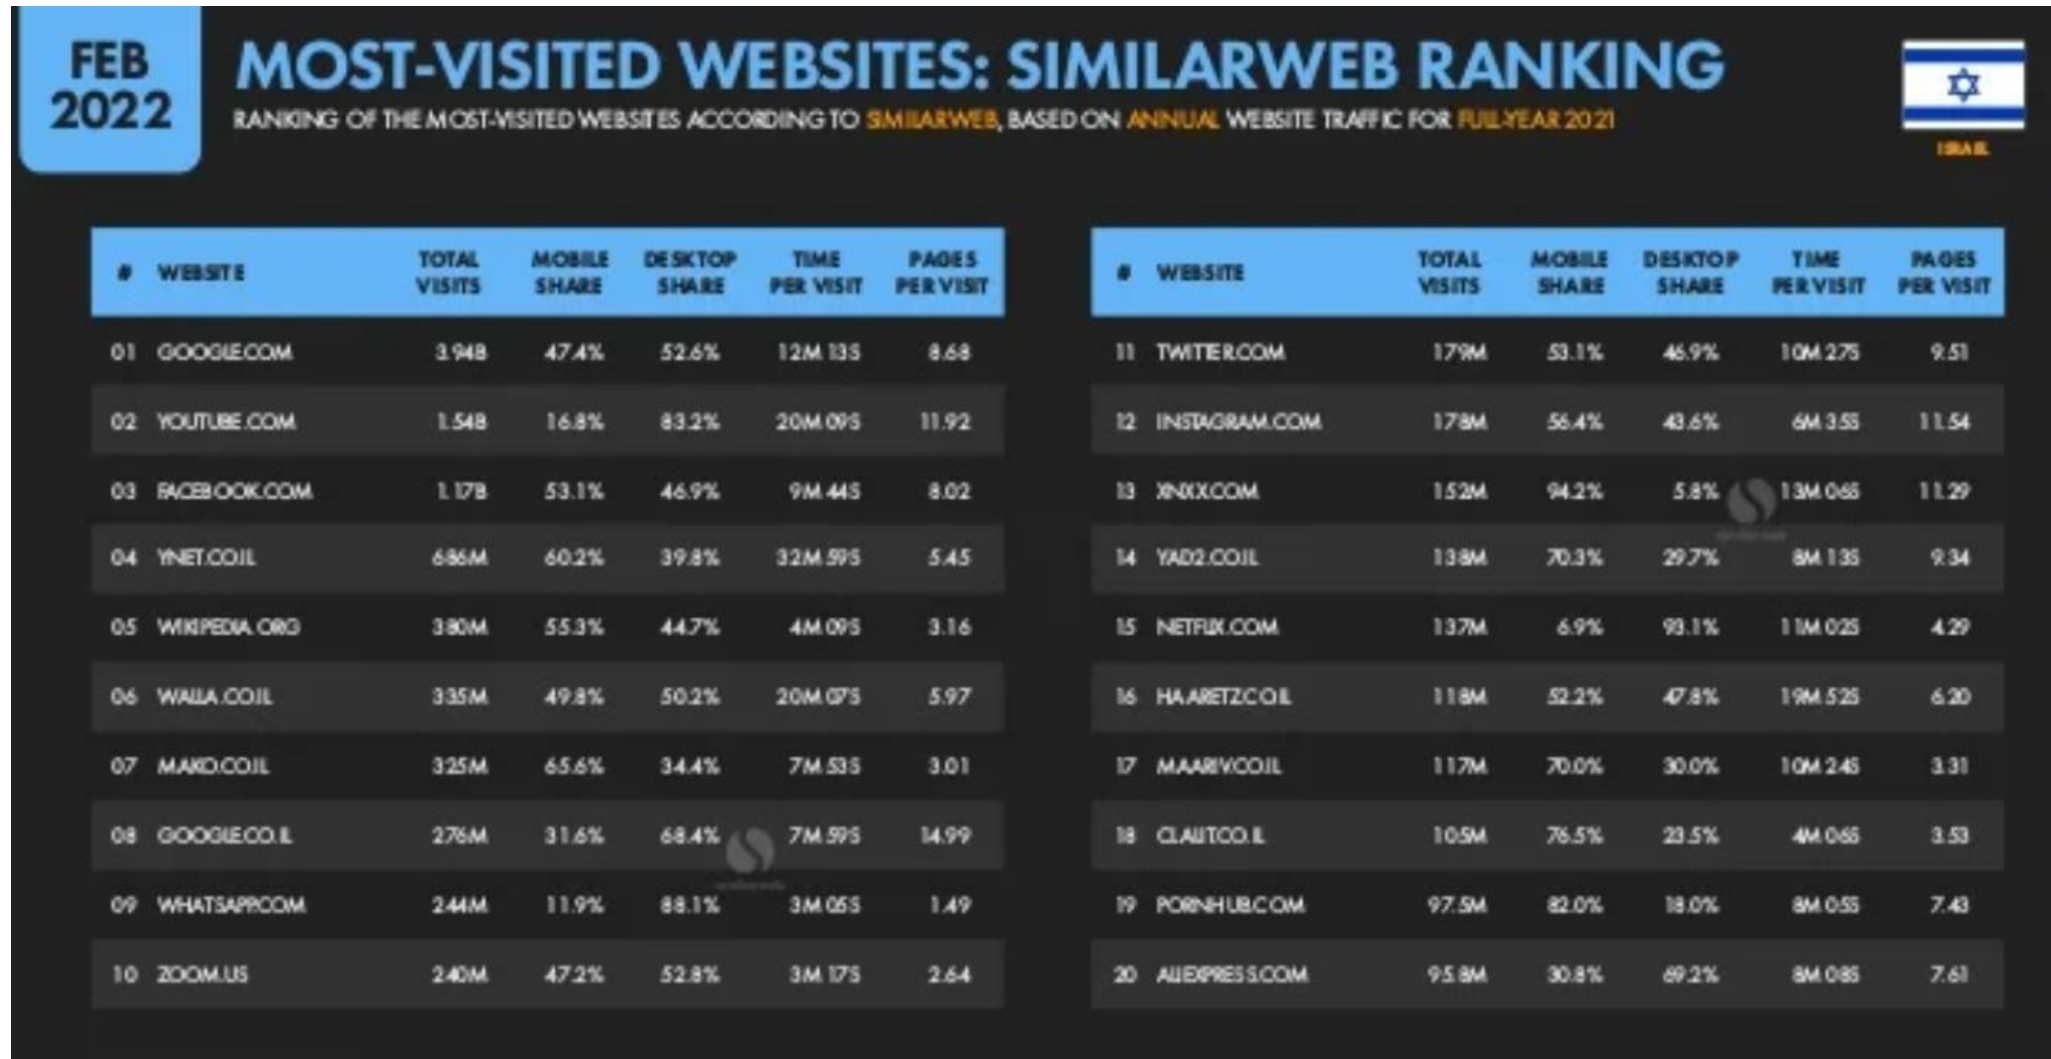 FEB
2022
MOST-VISITED WEBSITES: SIMILARWEB RANKING
RANKING OF THE MOST-VISITED WEBSITES ACCORDING TO SIMILARWEB, BASED ON ANNUAL WEBSITE TRAFFIC FOR FULL-YEAR 2021
ISRAEL
# WEBSITE TOTAL VISITS MOBILE SHARE DESKTOP SHARE TIME PER VISIT PAGES PER VISIT
01 GOOGLE.COM 3.94B 47.4% 52.6% 12M 13S 8.68
02 YOUTUBE.COM 1.54B 16.8% 83.2% 20M 09S 11.92
03 FACEBOOK.COM 1.17B 53.1% 46.9% 9M 44S 8.02
04 YNET.CO.IL 686M 60.2% 39.8% 32M 59S 5.45
05 WIKIPEDIA.ORG 380M 55.3% 44.7% 4M 09S 3.16
06 WALLA.CO.IL 335M 49.8% 50.2% 20M 07S 5.97
07 MAKO.CO.IL 325M 65.6% 34.4% 7M 53S 3.01
08 GOOGLE.CO.IL 276M 31.6% 68.4% 7M 59S 14.99
09 WHATSAPP.COM 244M 11.9% 88.1% 3M 05S 1.49
10 ZOOM.US 240M 47.2% 52.8% 3M 17S 2.64
# WEBSITE TOTAL VISITS MOBILE SHARE DESKTOP SHARE TIME PER VISIT PAGES PER VISIT
11 TWITTER.COM 179M 53.1% 46.9% 10M 27S 9.51
12 INSTAGRAM.COM 178M 56.4% 43.6% 6M 35S 11.54
13 XNXX.COM 152M 94.2% 5.8% 13M 06S 11.29
14 YAD2.CO.IL 138M 70.3% 29.7% 8M 13S 9.34
15 NETFLIX.COM 137M 6.9% 93.1% 11M 02S 4.29
16 HAARETZ.CO.IL 118M 52.2% 47.8% 19M 52S 6.20
17 MAARIV.CO.IL 117M 70.0% 30.0% 10M 24S 3.31
18 CLALIT.CO.IL 105M 76.5% 23.5% 4M 06S 3.53
19 PORNHUB.COM 97.5M 82.0% 18.0% 8M 05S 7.43
20 ALIEXPRESS.COM 95.8M 30.8% 69.2% 8M 08S 7.61